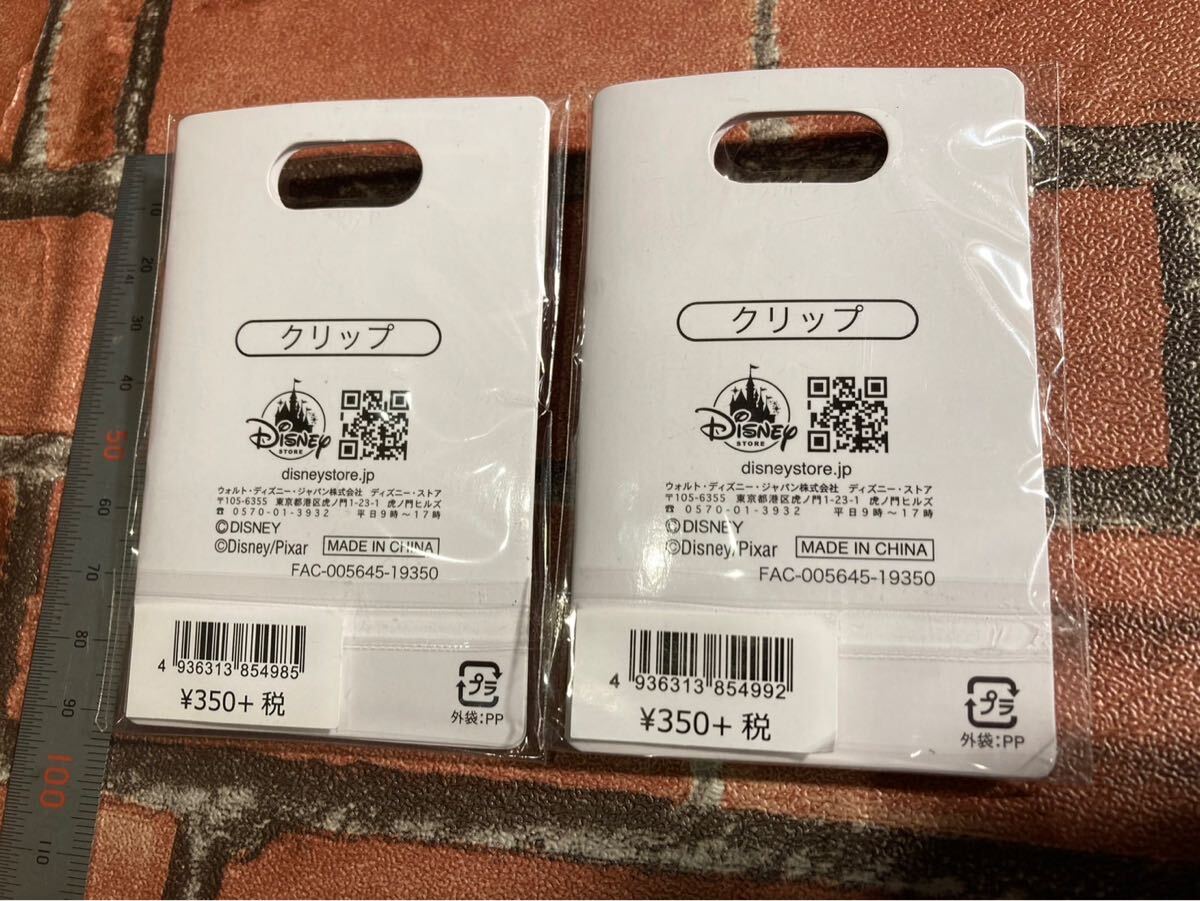 クリップ
Disney
STORE
disneystore.jp
ウォルト・ディズニー・ジャパン株式会社 ディズニー・ストア
〒105-6355 東京都港区虎ノ門1-23-1 虎ノ門ヒルズ
☎ 0570-01-3932 平日9時～17時
©DISNEY
©Disney/Pixar MADE IN CHINA
FAC-005645-19350
4 936313 854985
¥350+税
プラ
外袋:PP
クリップ
Disney
STORE
disneystore.jp
ウォルト・ディズニー・ジャパン株式会社 ディズニー・ストア
〒105-6355 東京都港区虎ノ門1-23-1 虎ノ門ヒルズ
☎ 0570-01-3932 平日9時～17時
©DISNEY
©Disney/Pixar MADE IN CHINA
FAC-005645-19350
4 936313 854992
¥350+税
プラ
外袋:PP
10
20
30
40
50
60
70
80
90
100
110